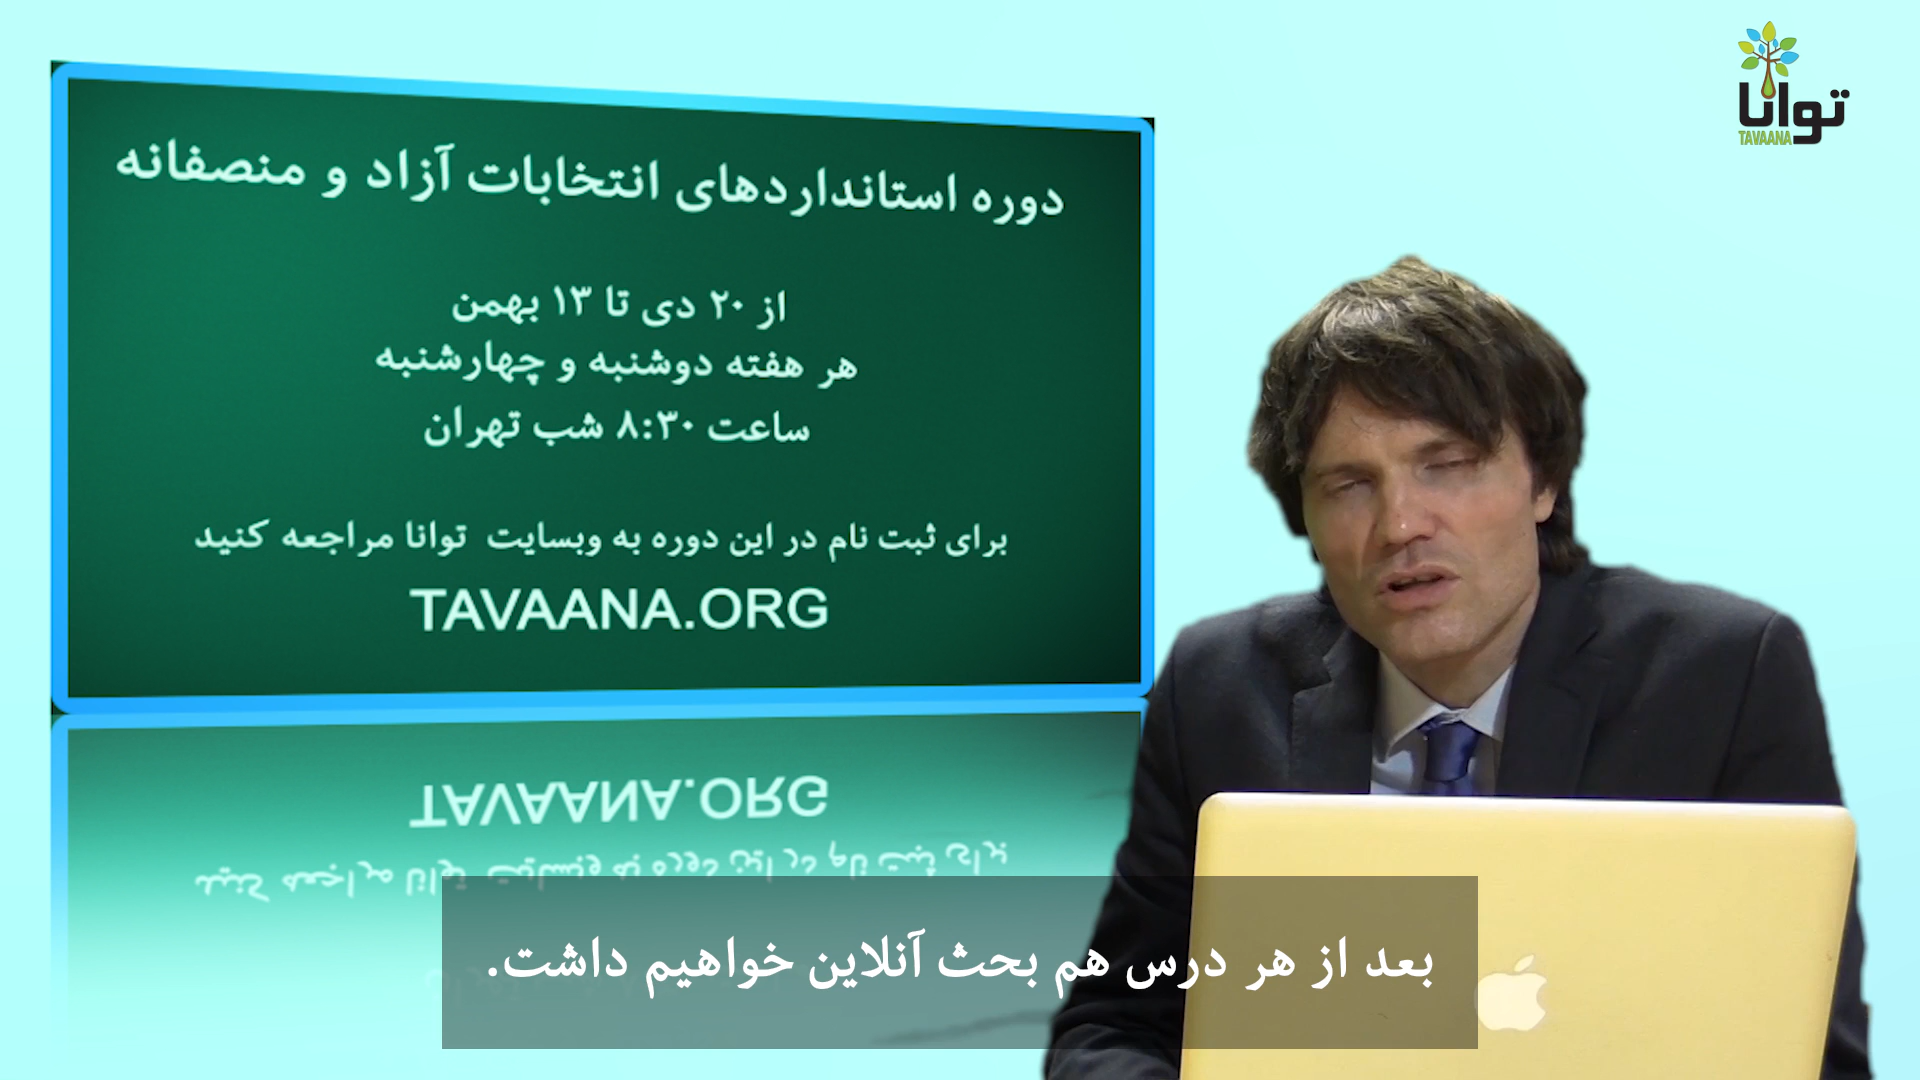 توانا
TAVAANA
دوره استانداردهای انتخابات آزاد و منصفانه
از ۲۰ دی تا ۱۳ بهمن
هر هفته دوشنبه و چهارشنبه
ساعت ۸:۳۰ شب تهران
برای ثبت نام در این دوره به وبسایت توانا مراجعه کنید
TAVAANA.ORG
بعد از هر درس هم بحث آنلاین خواهیم داشت.